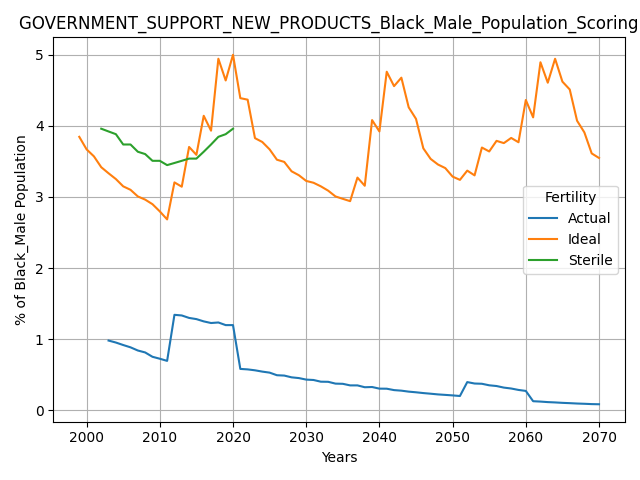 GOVERNMENT_SUPPORT_NEW_PRODUCTS_Black_Male_Population_Scoring
% of Black_Male Population
5
4
3
2
1
0
Fertility
Actual
Ideal
Sterile
2000 2010 2020 2030 2040 2050 2060 2070
Years